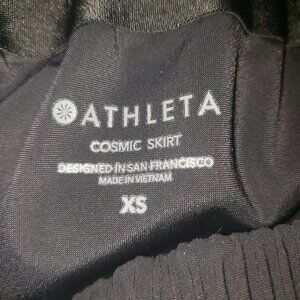 ATHLETA
COSMIC SKIRT
DESIGNED IN SAN FRANCISCO
MADE IN VIETNAM
XS